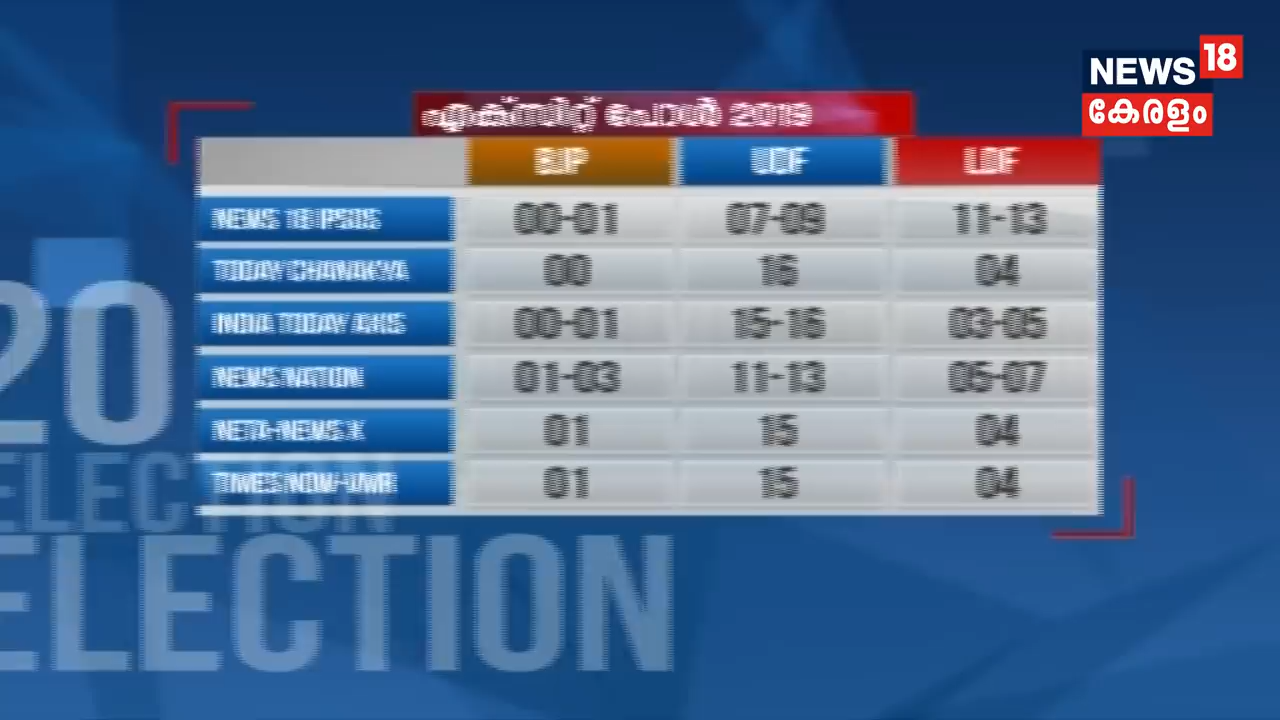 NEWS 18
കേരളം
എക്സിറ്റ് പോൾ 2019
BJP UDF LDF
NEWS 18 IPSOS 00-01 07-09 11-13
TODAY CHANAKYA 00 16 04
INDIA TODAY AXIS 00-01 15-16 03-05
NEWS NATION 01-03 11-13 05-07
NETA-NEWS X 01 15 04
TIMES NOW-VMR 01 15 04
20
ELECTION
ELECTION